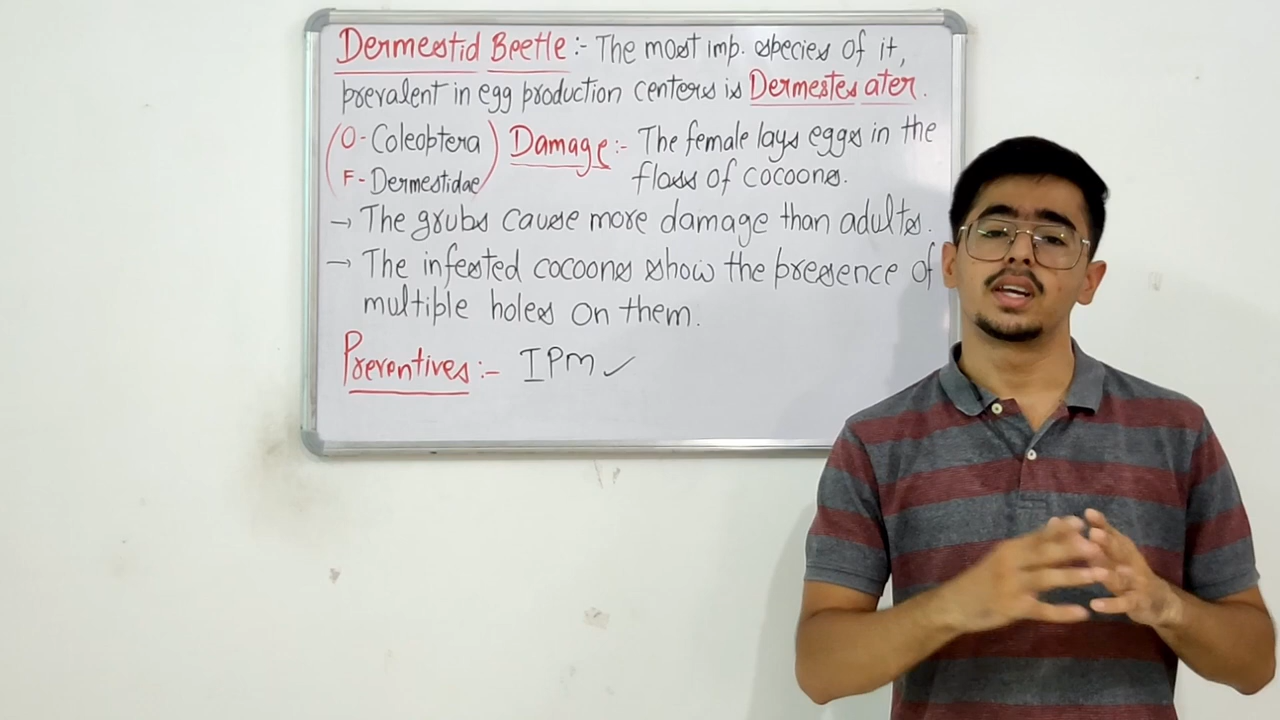 Dermestid Beetle :- The most imp. species of it,
prevalent in egg production centers is Dermestes ater.
(O - Coleoptera
F - Dermestidae)
Damage :- The female lays eggs in the
floss of cocoons.
→ The grubs cause more damage than adults.
→ The infested cocoons show the presence of
multiple holes on them.
Preventives :- IPM ✓